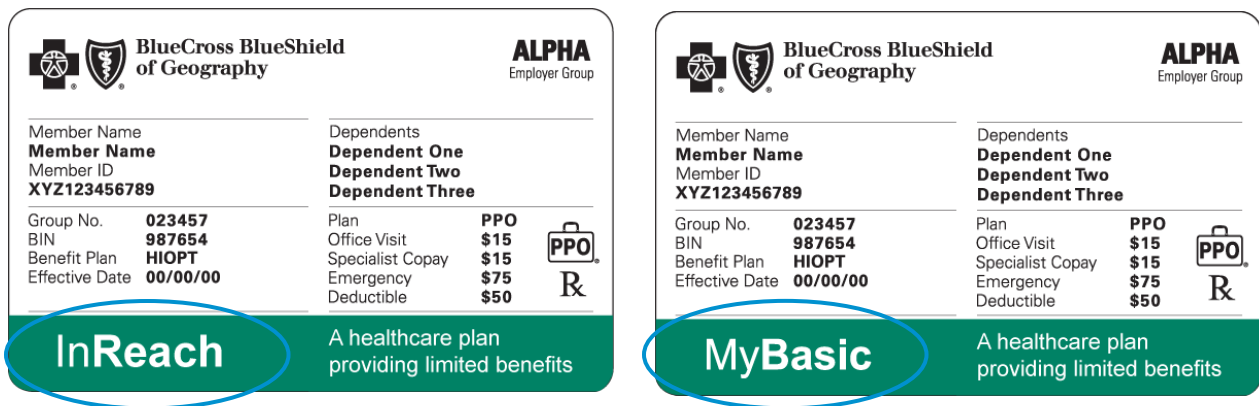 BlueCross BlueShield
of Geography
ALPHA
Employer Group
Member Name
Member Name
Member ID
XYZ123456789
Dependents
Dependent One
Dependent Two
Dependent Three
Group No. 023457
BIN 987654
Benefit Plan HIOPT
Effective Date 00/00/00
Plan PPO
Office Visit $15
Specialist Copay $15
Emergency $75
Deductible $50
PPO
Rx
InReach
A healthcare plan
providing limited benefits
BlueCross BlueShield
of Geography
ALPHA
Employer Group
Member Name
Member Name
Member ID
XYZ123456789
Dependents
Dependent One
Dependent Two
Dependent Three
Group No. 023457
BIN 987654
Benefit Plan HIOPT
Effective Date 00/00/00
Plan PPO
Office Visit $15
Specialist Copay $15
Emergency $75
Deductible $50
PPO
Rx
MyBasic
A healthcare plan
providing limited benefits